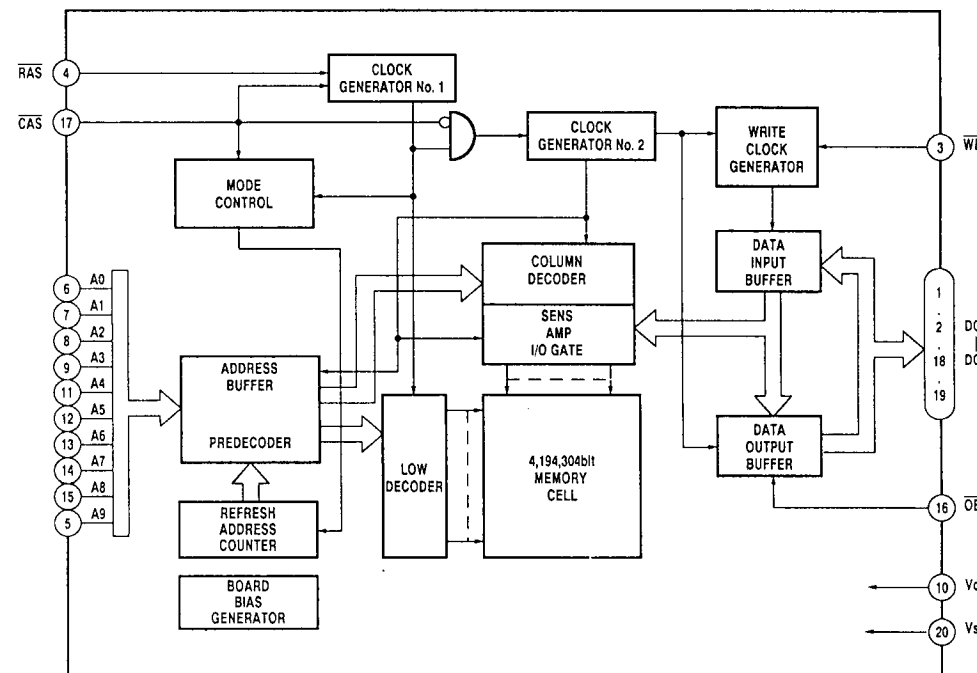 RAS
4
CLOCK
GENERATOR No. 1
CAS
17
CLOCK
GENERATOR No. 2
WRITE
CLOCK
GENERATOR
3
MODE
CONTROL
COLUMN
DECODER
DATA
INPUT
BUFFER
SENS
AMP
I/O GATE
6 A0
7 A1
8 A2
9 A3
11 A4
12 A5
13 A6
14 A7
15 A8
5 A9
ADDRESS
BUFFER
PREDECODER
1
.
2
.
18
.
19
LOW
DECODER
4,194,304bit
MEMORY
CELL
DATA
OUTPUT
BUFFER
REFRESH
ADDRESS
COUNTER
16
BOARD
BIAS
GENERATOR
10
20